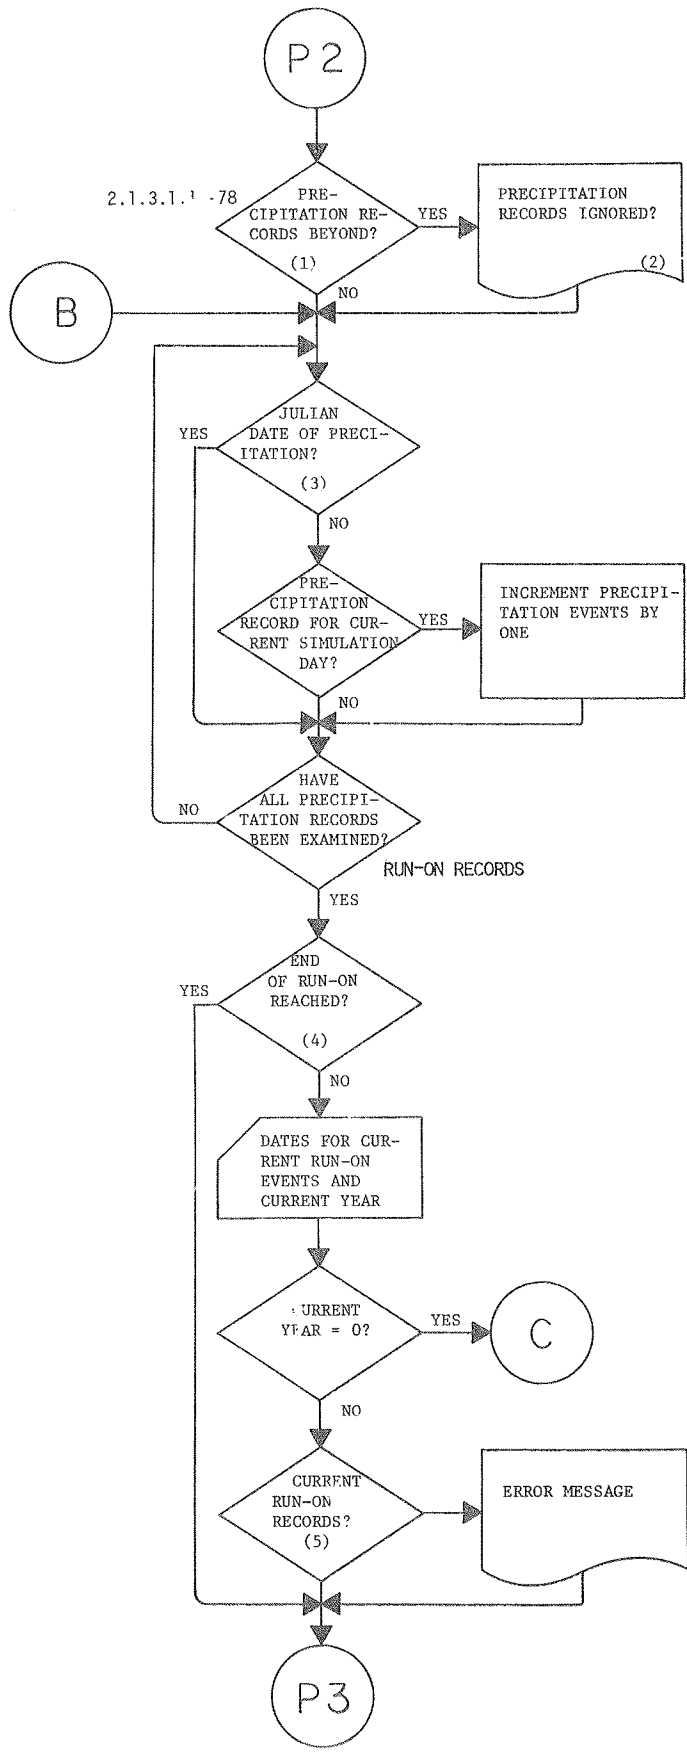 P2
2.1.3.1. -78
PRE-
CIPITATION RE-
CORDS BEYOND?
(1)
YES
PRECIPITATION
RECORDS IGNORED?
(2)
NO
B
JULIAN
DATE OF PRECI-
ITATION?
(3)
YES
NO
PRE-
CIPITATION
RECORD FOR CUR-
RENT SIMULATION
DAY?
YES
INCREMENT PRECIPI-
TATION EVENTS BY
ONE
NO
HAVE
ALL PRECIPI-
TATION RECORDS
BEEN EXAMINED?
NO
RUN-ON RECORDS
YES
END
OF RUN-ON
REACHED?
(4)
YES
NO
DATES FOR CUR-
RENT RUN-ON
EVENTS AND
CURRENT YEAR
CURRENT
YEAR = 0?
YES
C
NO
CURRENT
RUN-ON
RECORDS?
(5)
ERROR MESSAGE
P3